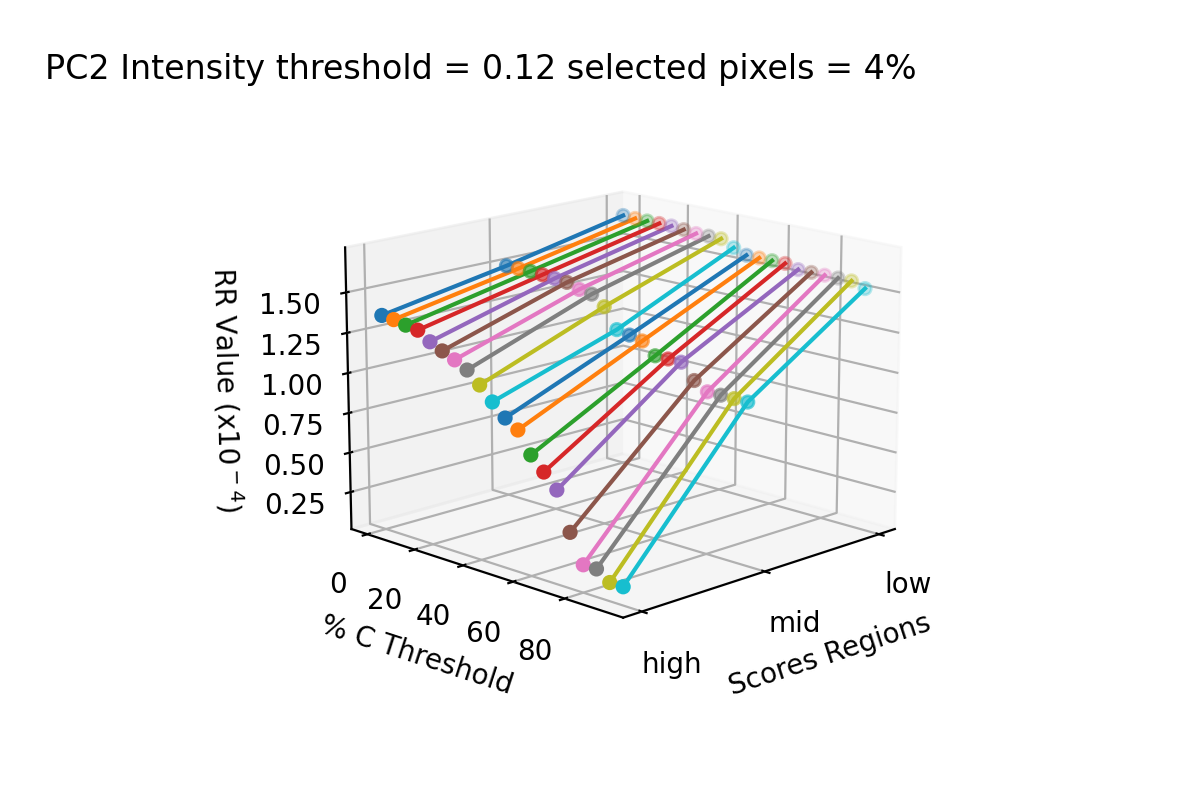 PC2 Intensity threshold = 0.12 selected pixels = 4%
RR Value (x10⁻⁴)
1.50
1.25
1.00
0.75
0.50
0.25
0
20
40
60
80
% C Threshold
high
mid
low
Scores Regions